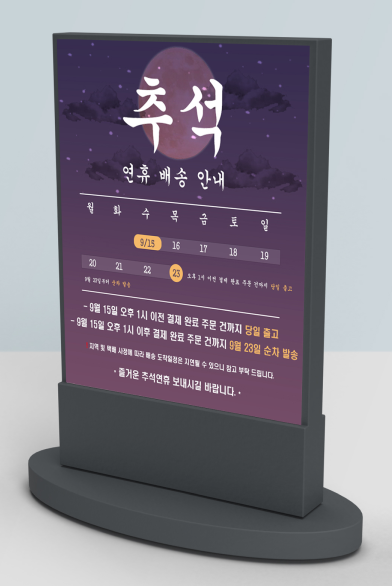 추석
연휴 배송 안내
월 화 수 목 금 토 일
9/15 16 17 18 19
20 21 22 23 오후 1시 이전 결제 완료 주문 건까지 당일 출고
9월 23일부터 순차 발송
- 9월 15일 오후 1시 이전 결제 완료 주문 건까지 당일 출고
- 9월 15일 오후 1시 이후 결제 완료 주문 건까지 9월 23일 순차 발송
지역 및 택배 사정에 따라 배송 도착일정은 지연될 수 있으니 참고 부탁 드립니다.
· 즐거운 추석연휴 보내시길 바랍니다. ·